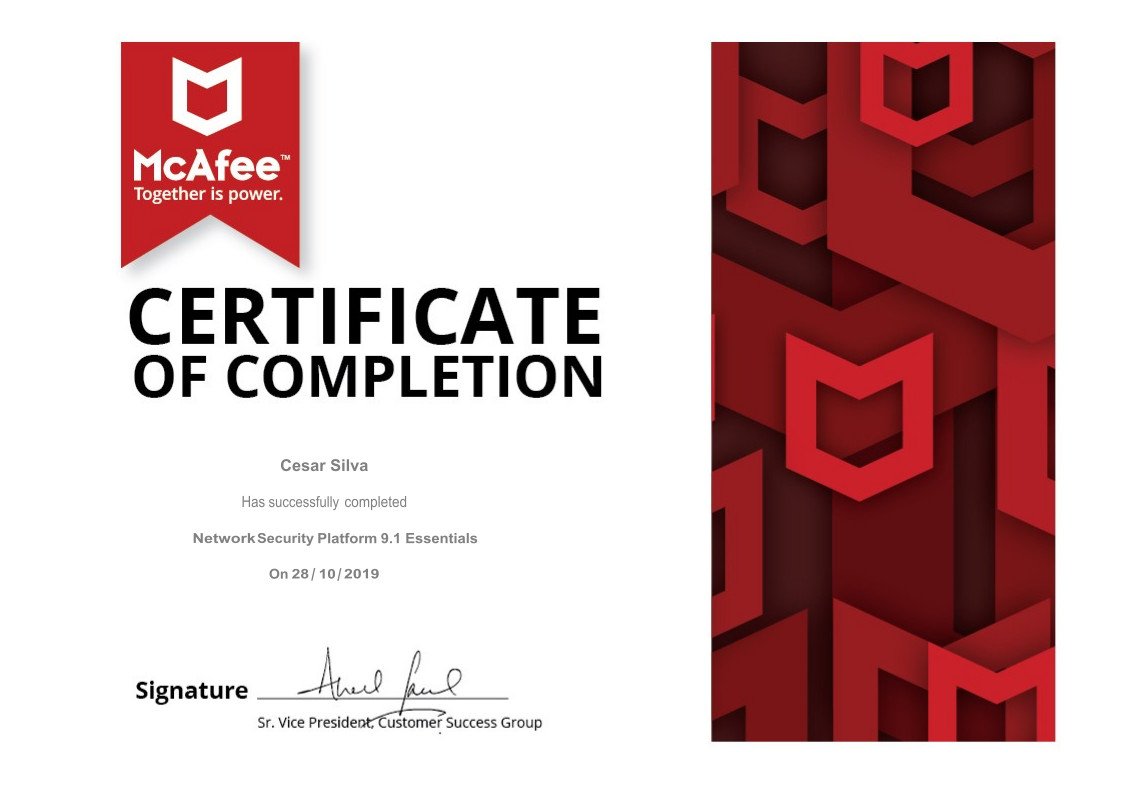 McAfee™
Together is power.
CERTIFICATE
OF COMPLETION
Cesar Silva
Has successfully completed
Network Security Platform 9.1 Essentials
On 28/10/2019
Signature
Sr. Vice President, Customer Success Group